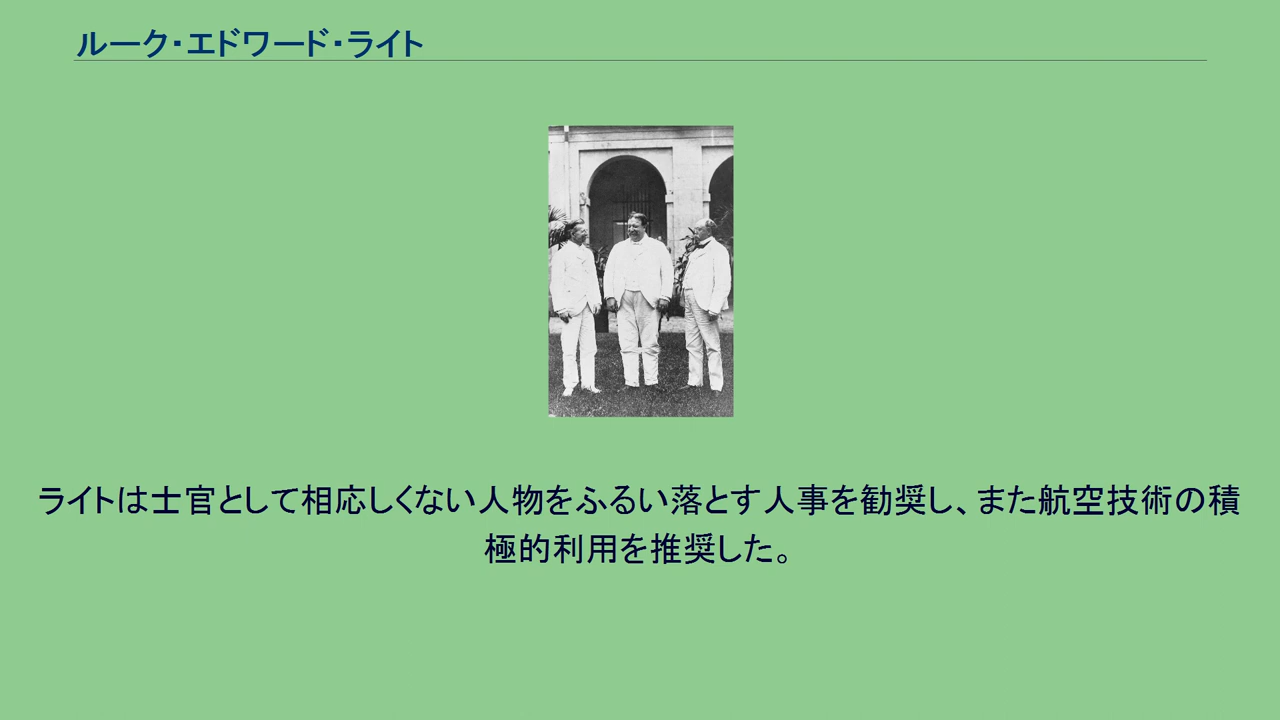 ルーク・エドワード・ライト
ライトは士官として相応しくない人物をふるい落とす人事を勧奨し、また航空技術の積
極的利用を推奨した。